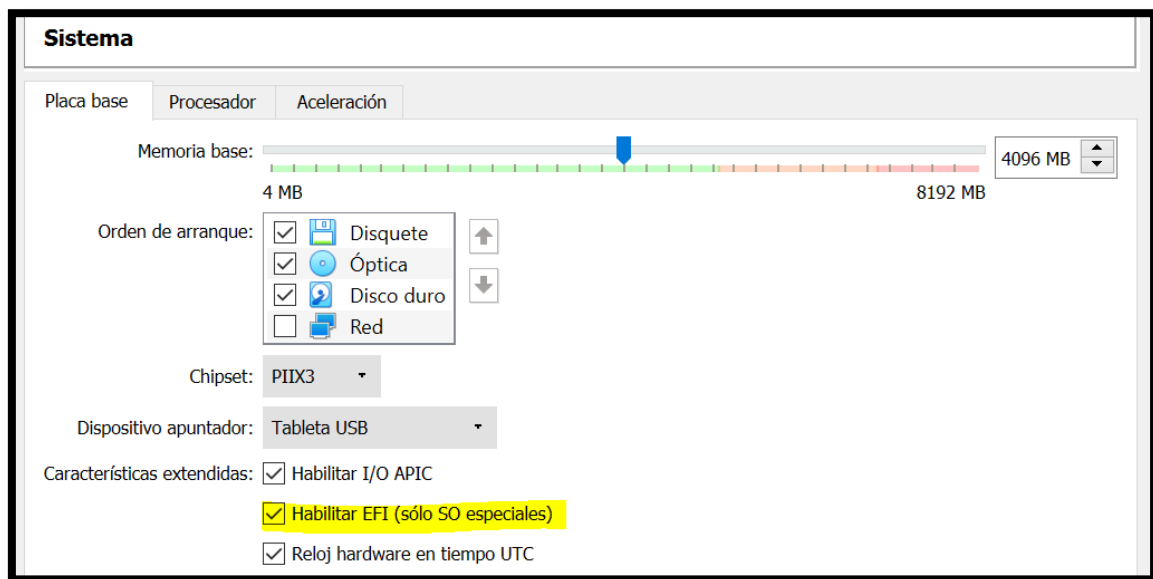 Sistema
Placa base Procesador Aceleración
Memoria base: 4096 MB
4 MB 8192 MB
Orden de arranque: Disquete
Óptica
Disco duro
Red
Chipset: PIIX3
Dispositivo apuntador: Tableta USB
Características extendidas: Habilitar I/O APIC
Habilitar EFI (sólo SO especiales)
Reloj hardware en tiempo UTC